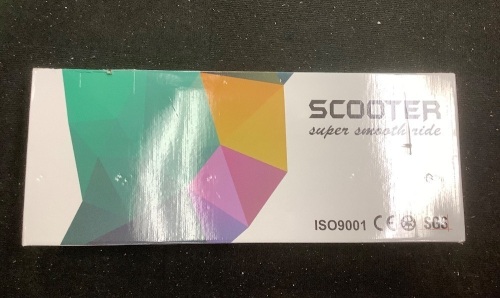 SCOOTER
super smooth ride
ISO9001 CE SGS